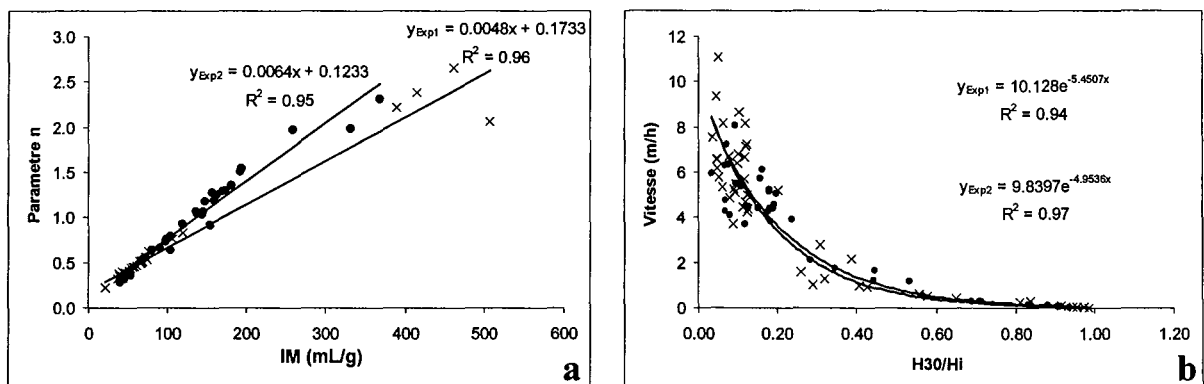 y_Exp1 = 0.0048x + 0.1733
R² = 0.96
y_Exp2 = 0.0064x + 0.1233
R² = 0.95
Parametre n
3.0
2.5
2.0
1.5
1.0
0.5
0.0
0 100 200 300 400 500 600
IM (mL/g)
a
12
10
8
6
4
2
0
Vitesse (m/h)
y_Exp1 = 10.128e^-5.4507x
R² = 0.94
y_Exp2 = 9.8397e^-4.9536x
R² = 0.97
0.00 0.20 0.40 0.60 0.80 1.00 1.20
H30/Hi
b